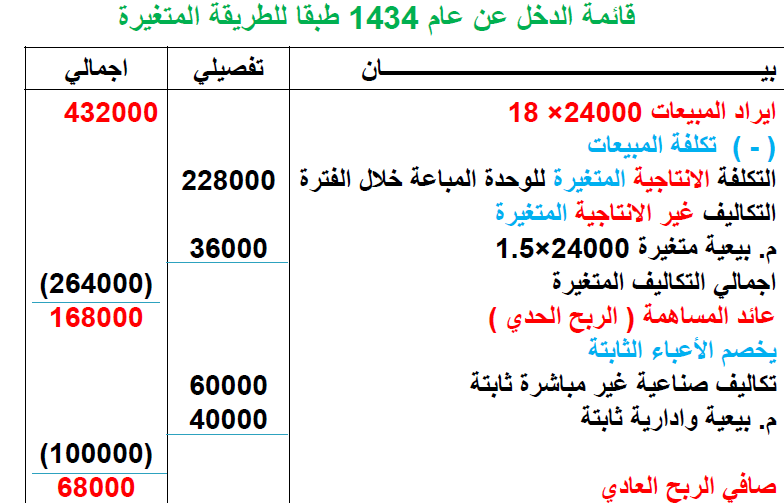 قائمة الدخل عن عام 1434 طبقا للطريقة المتغيرة
بيـــــــــــــــــــــــــــــــان تفصيلي اجمالي
ايراد المبيعات 24000× 18 432000
( - ) تكلفة المبيعات
التكلفة الانتاجية المتغيرة للوحدة المباعة خلال الفترة 228000
التكاليف غير الانتاجية المتغيرة
م. بيعية متغيرة 24000×1.5 36000
اجمالي التكاليف المتغيرة (264000)
عائد المساهمة ( الربح الحدي ) 168000
يخصم الأعباء الثابتة
تكاليف صناعية غير مباشرة ثابتة 60000
م. بيعية وادارية ثابتة 40000
(100000)
صافي الربح العادي 68000